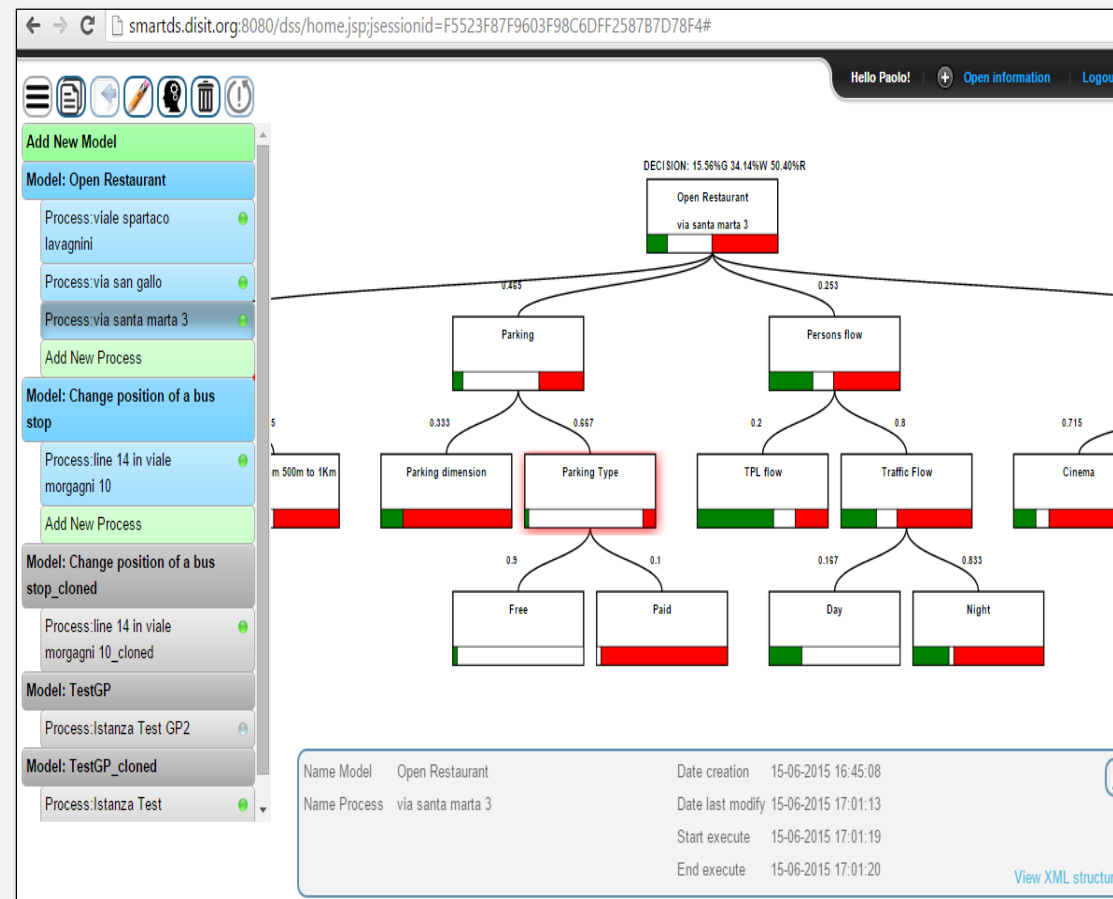 smartds.disit.org:8080/dss/home.jsp;jsessionid=F5523F87F9603F98C6DFF2587B7D78F4#
Hello Paolo!
Open information
Logou
Add New Model
Model: Open Restaurant
Process:viale spartaco
lavagnini
Process:via san gallo
Process:via santa marta 3
Add New Process
Model: Change position of a bus
stop
Process:line 14 in viale
morgagni 10
Add New Process
Model: Change position of a bus
stop_cloned
Process:line 14 in viale
morgagni 10_cloned
Model: TestGP
Process:Istanza Test GP2
Model: TestGP_cloned
Process:Istanza Test
DECISION: 15.56%G 34.14%W 50.40%R
Open Restaurant
via santa marta 3
0.465
0.253
Parking
Persons flow
5
0.333
0.667
0.2
0.8
0.715
m 500m to 1Km
Parking dimension
Parking Type
TPL flow
Traffic Flow
Cinema
0.9
0.1
0.167
0.833
Free
Paid
Day
Night
Name Model Open Restaurant
Name Process via santa marta 3
Date creation 15-06-2015 16:45:08
Date last modify 15-06-2015 17:01:13
Start execute 15-06-2015 17:01:19
End execute 15-06-2015 17:01:20
View XML structur